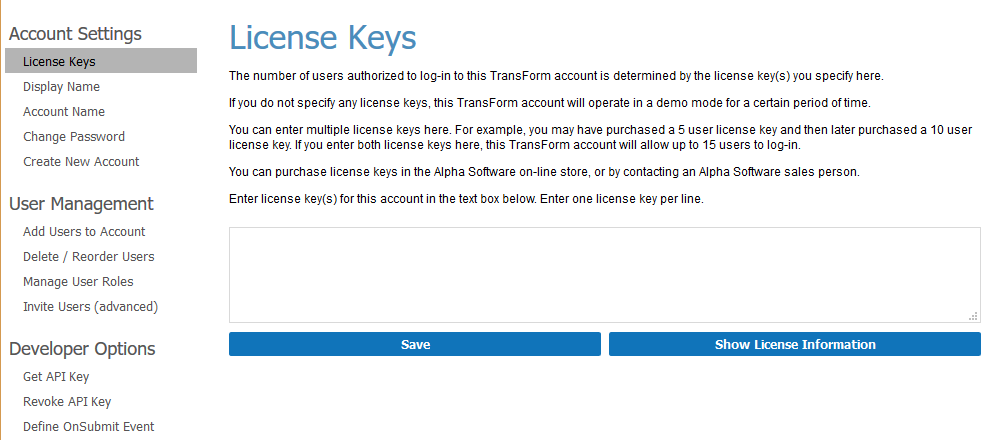 Account Settings
License Keys
Display Name
Account Name
Change Password
Create New Account
User Management
Add Users to Account
Delete / Reorder Users
Manage User Roles
Invite Users (advanced)
Developer Options
Get API Key
Revoke API Key
Define OnSubmit Event
License Keys
The number of users authorized to log-in to this TransForm account is determined by the license key(s) you specify here.
If you do not specify any license keys, this TransForm account will operate in a demo mode for a certain period of time.
You can enter multiple license keys here. For example, you may have purchased a 5 user license key and then later purchased a 10 user
license key. If you enter both license keys here, this TransForm account will allow up to 15 users to log-in.
You can purchase license keys in the Alpha Software on-line store, or by contacting an Alpha Software sales person.
Enter license key(s) for this account in the text box below. Enter one license key per line.
Save
Show License Information